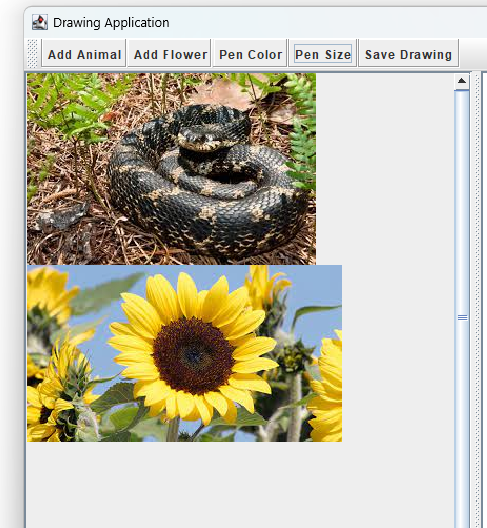 Drawing Application
Add Animal Add Flower Pen Color Pen Size Save Drawing